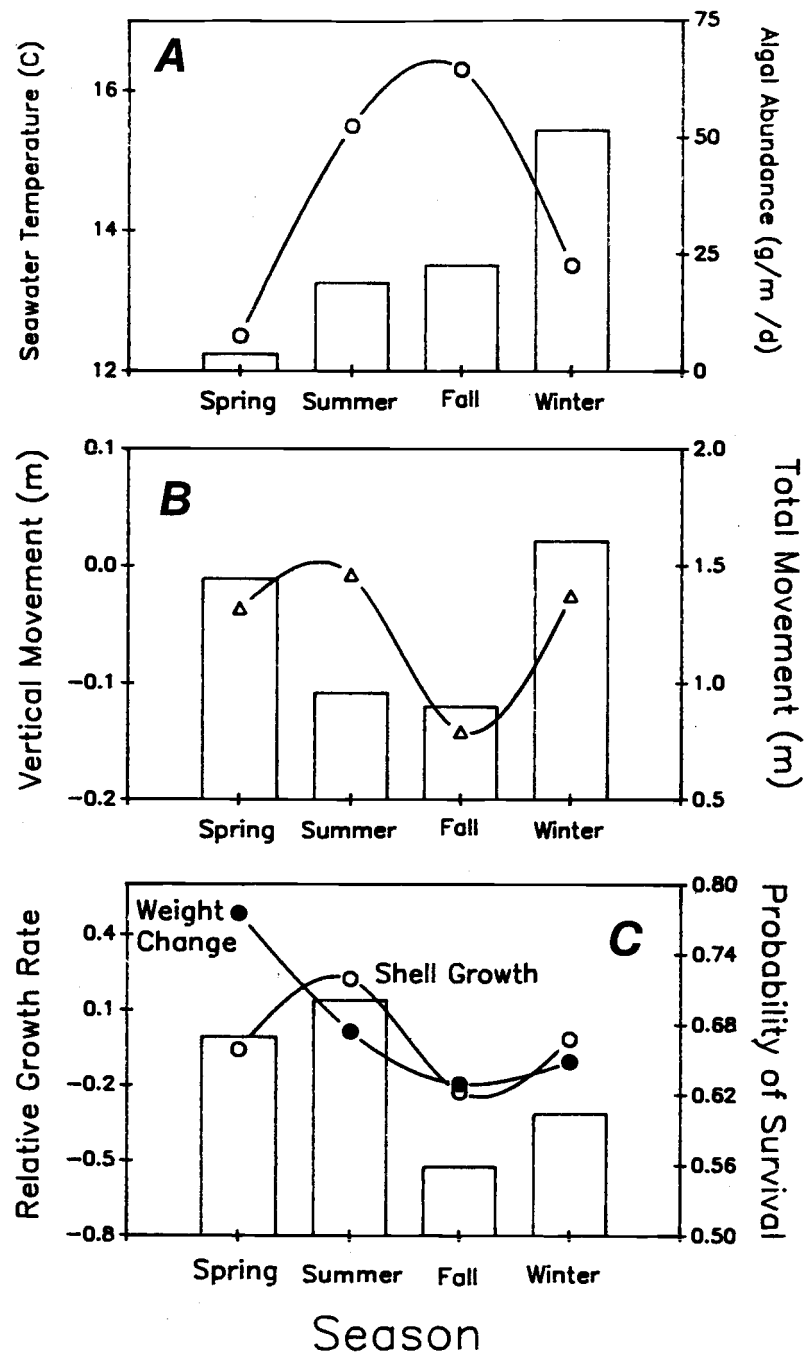 A
Seawater Temperature (C)
16
14
12
75
50
25
0
Algal Abundance (g/m /d)
Spring Summer Fall Winter
B
Vertical Movement (m)
0.1
0.0
−0.1
−0.2
2.0
1.5
1.0
0.5
Total Movement (m)
Spring Summer Fall Winter
C
Weight
Change
Shell Growth
Relative Growth Rate
0.4
0.1
−0.2
−0.5
−0.8
0.80
0.74
0.68
0.62
0.56
0.50
Probability of Survival
Spring Summer Fall Winter
Season